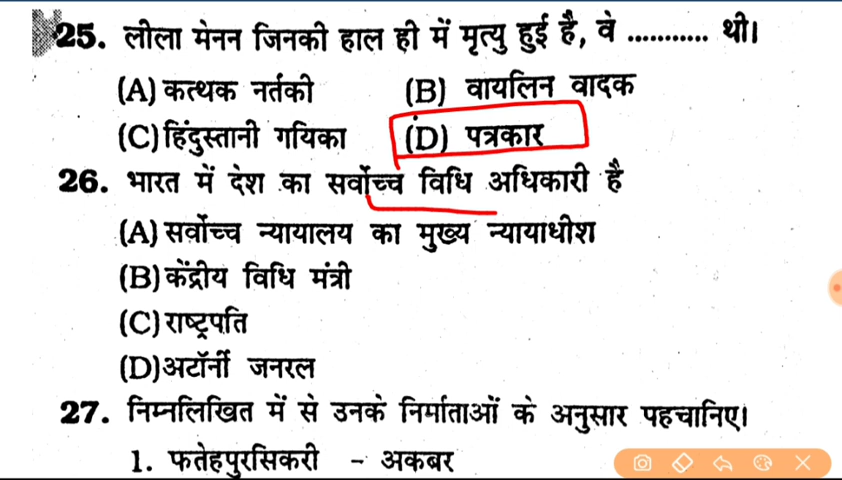 25. लीला मेनन जिनकी हाल ही में मृत्यु हुई है, वे ............ थी।
(A) कत्थक नर्तकी (B) वायलिन वादक
(C) हिंदुस्तानी गयिका (D) पत्रकार
26. भारत में देश का सर्वोच्च विधि अधिकारी है
(A) सर्वोच्च न्यायालय का मुख्य न्यायाधीश
(B) केंद्रीय विधि मंत्री
(C) राष्ट्रपति
(D) अटॉर्नी जनरल
27. निम्नलिखित में से उनके निर्माताओं के अनुसार पहचानिए।
1. फतेहपुरसिकरी - अकबर